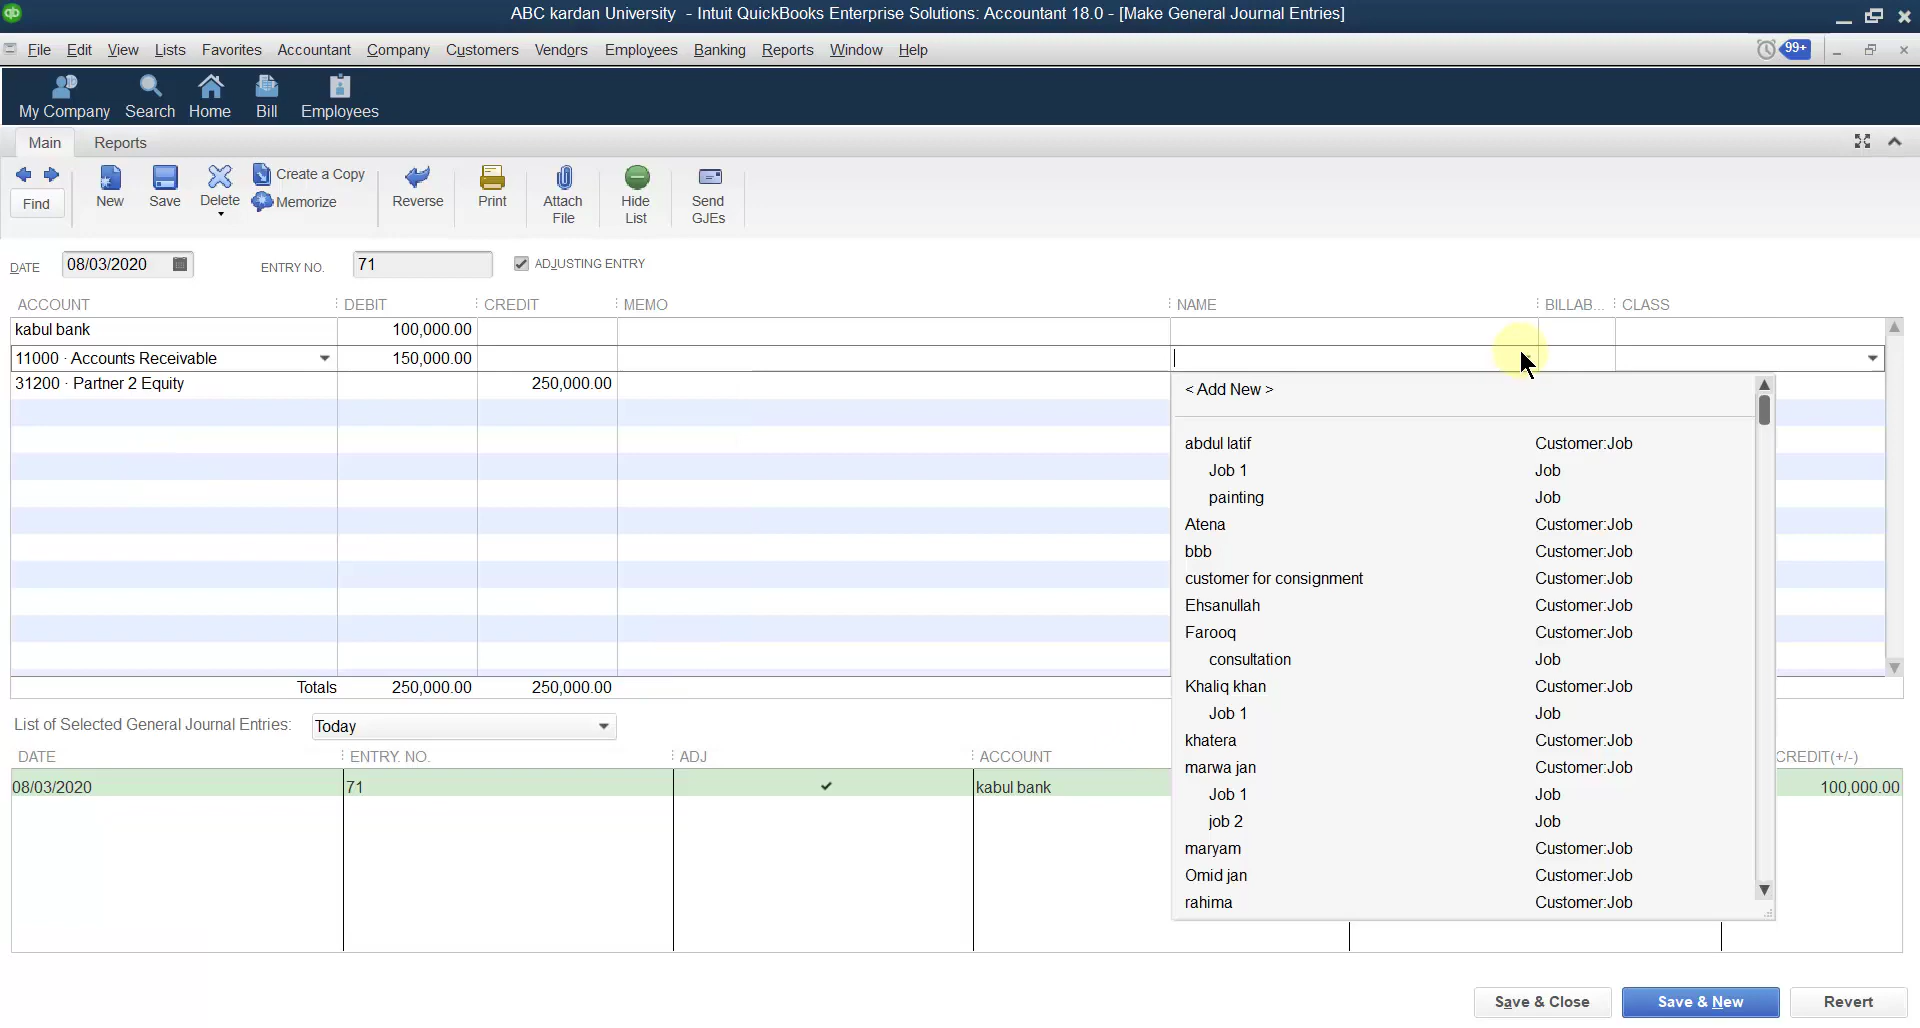 ABC kardan University - Intuit QuickBooks Enterprise Solutions: Accountant 18.0 - [Make General Journal Entries]
File Edit View Lists Favorites Accountant Company Customers Vendors Employees Banking Reports Window Help 99+
My Company Search Home Bill Employees
Main Reports
Find New Save Delete Create a Copy Memorize Reverse Print Attach File Hide List Send GJEs
DATE 08/03/2020 ENTRY NO. 71 ADJUSTING ENTRY
ACCOUNT DEBIT CREDIT MEMO NAME BILLAB... CLASS
kabul bank 100,000.00
11000 · Accounts Receivable 150,000.00
31200 · Partner 2 Equity 250,000.00
< Add New >
abdul latif Customer:Job
Job 1 Job
painting Job
Atena Customer:Job
bbb Customer:Job
customer for consignment Customer:Job
Ehsanullah Customer:Job
Farooq Customer:Job
consultation Job
Khaliq khan Customer:Job
Job 1 Job
khatera Customer:Job
marwa jan Customer:Job
Job 1 Job
job 2 Job
maryam Customer:Job
Omid jan Customer:Job
rahima Customer:Job
Totals 250,000.00 250,000.00
List of Selected General Journal Entries: Today
DATE ENTRY. NO. ADJ ACCOUNT CREDIT(+/-)
08/03/2020 71 kabul bank 100,000.00
Save & Close Save & New Revert